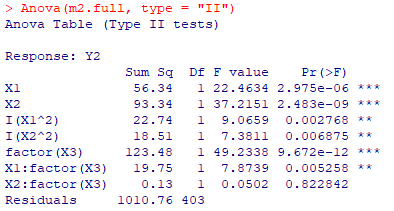 > Anova(m2.full, type = "II")
Anova Table (Type II tests)

Response: Y2
              Sum Sq  Df F value    Pr(>F)
X1             56.34   1 22.4634 2.975e-06 ***
X2             93.34   1 37.2151 2.483e-09 ***
I(X1^2)        22.74   1  9.0659  0.002768 **
I(X2^2)        18.51   1  7.3811  0.006875 **
factor(X3)    123.48   1 49.2338 9.672e-12 ***
X1:factor(X3)  19.75   1  7.8739  0.005258 **
X2:factor(X3)   0.13   1  0.0502  0.822842
Residuals    1010.76 403